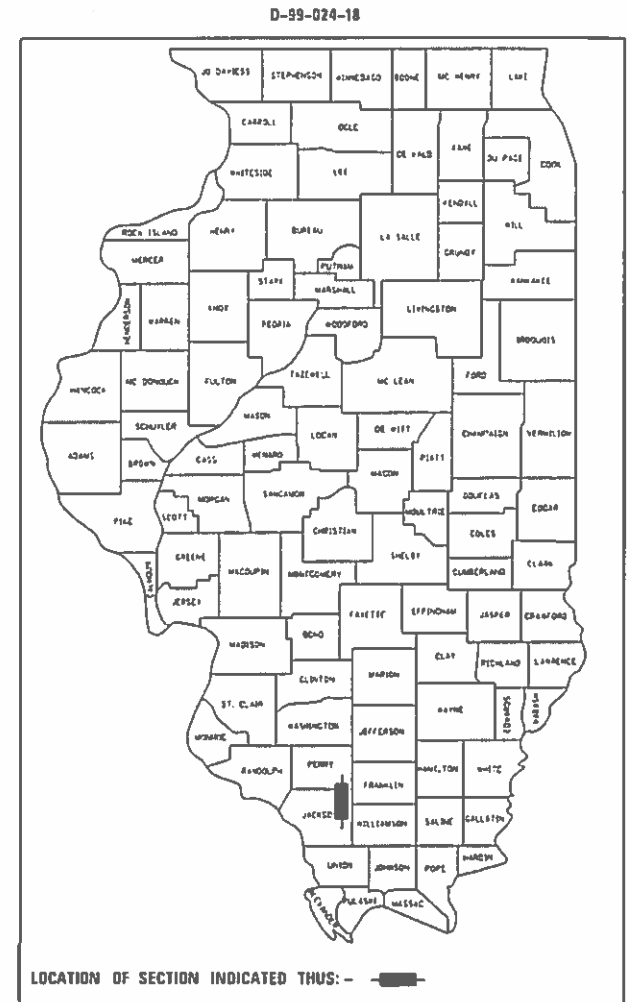 D-99-024-18
JO DAVIESS STEPHENSON WINNEBAGO BOONE MC HENRY LAKE
CARROLL OGLE DE KALB KANE DU PAGE COOK
WHITESIDE LEE KENDALL WILL
ROCK ISLAND HENRY BUREAU LA SALLE GRUNDY
MERCER PUTNAM KANKAKEE
STARK MARSHALL
HENDERSON WARREN KNOX PEORIA WOODFORD LIVINGSTON IROQUOIS
HANCOCK MC DONOUGH FULTON TAZEWELL MC LEAN FORD
MASON
SCHUYLER LOGAN DE WITT CHAMPAIGN VERMILION
ADAMS BROWN CASS MENARD MACON PIATT
MORGAN SANGAMON DOUGLAS EDGAR
PIKE SCOTT CHRISTIAN MOULTRIE COLES
GREENE MACOUPIN MONTGOMERY SHELBY CUMBERLAND CLARK
CALHOUN JERSEY FAYETTE EFFINGHAM JASPER CRAWFORD
MADISON BOND CLAY RICHLAND LAWRENCE
CLINTON MARION
ST. CLAIR WAYNE EDWARDS WABASH
MONROE WASHINGTON JEFFERSON
RANDOLPH PERRY FRANKLIN HAMILTON WHITE
JACKSO WILLIAMSON SALINE GALLATIN
UNION JOHNSON POPE HARDIN
ALEXANDER PULASKI MASSAC
LOCATION OF SECTION INDICATED THUS: -